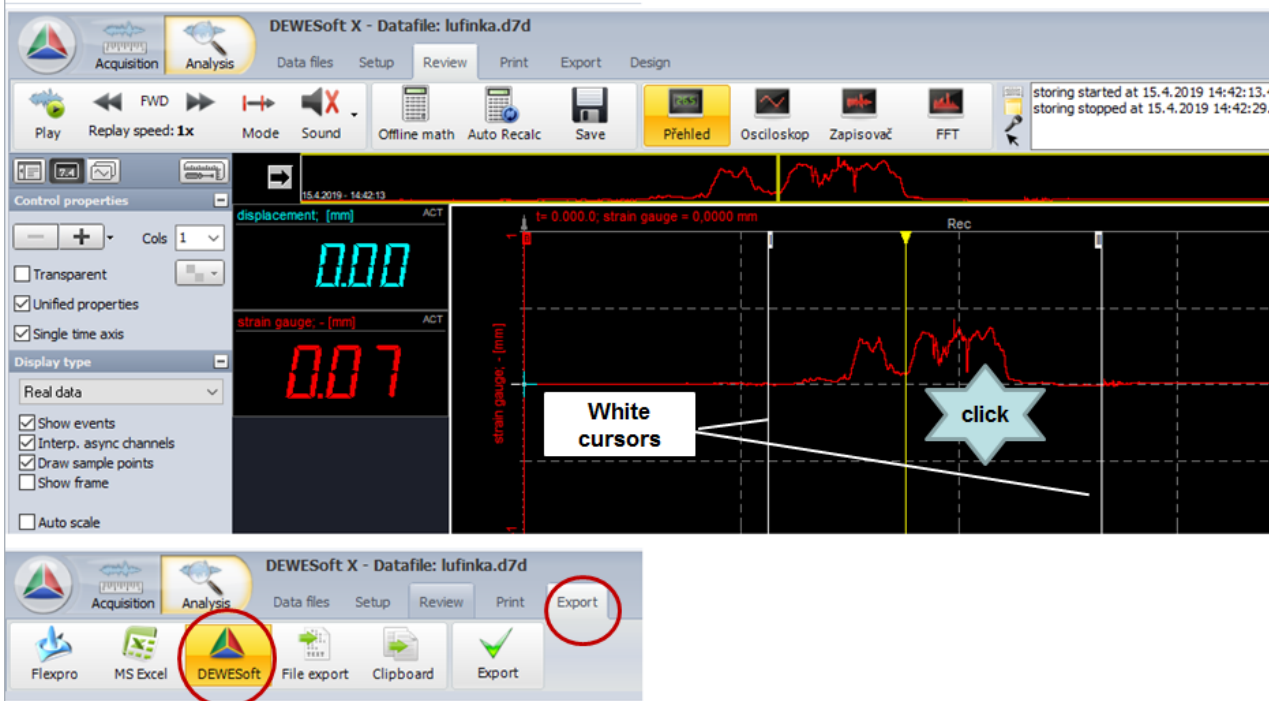 DEWESoft X - Datafile: lufinka.d7d
Acquisition Analysis Data files Setup Review Print Export Design
Play FWD Replay speed: 1x Mode Sound Offline math Auto Recalc Save Přehled Osciloskop Zapisovač FFT
storing started at 15.4.2019 14:42:13.
storing stopped at 15.4.2019 14:42:29.
Control properties
Cols 1
Transparent
Unified properties
Single time axis
Display type
Real data
Show events
Interp. async channels
Draw sample points
Show frame
Auto scale
15.4.2019 - 14:42:13
displacement; [mm] ACT
0.00
strain gauge; - [mm] ACT
0.07
t= 0.000.0; strain gauge = 0,0000 mm
Rec
1
strain gauge; - [mm]
-1
White
cursors
click
DEWESoft X - Datafile: lufinka.d7d
Acquisition Analysis Data files Setup Review Print Export
Flexpro MS Excel DEWESoft File export Clipboard Export